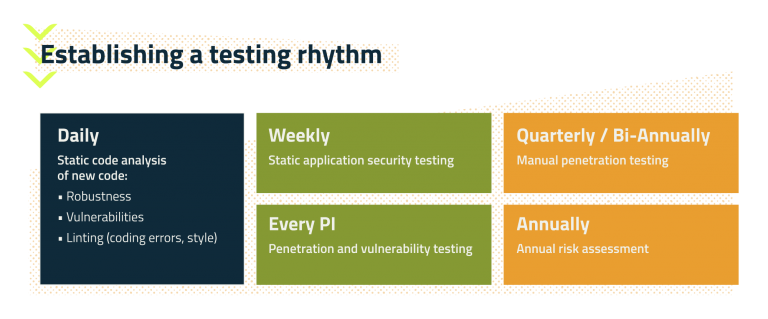 Establishing a testing rhythm
Daily
Static code analysis
of new code:
▪ Robustness
▪ Vulnerabilities
▪ Linting (coding errors, style)
Weekly
Static application security testing
Every PI
Penetration and vulnerability testing
Quarterly / Bi-Annually
Manual penetration testing
Annually
Annual risk assessment